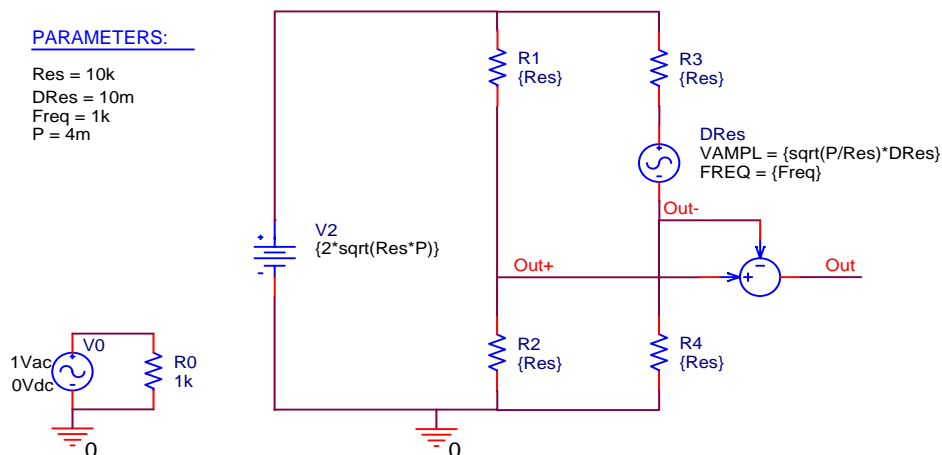 PARAMETERS:
Res = 10k
DRes = 10m
Freq = 1k
P = 4m
R1
{Res}
R3
{Res}
DRes
VAMPL = {sqrt(P/Res)*DRes}
FREQ = {Freq}
Out-
V2
{2*sqrt(Res*P)}
Out+
Out
V0
1Vac
0Vdc
R0
1k
R2
{Res}
R4
{Res}
0
0